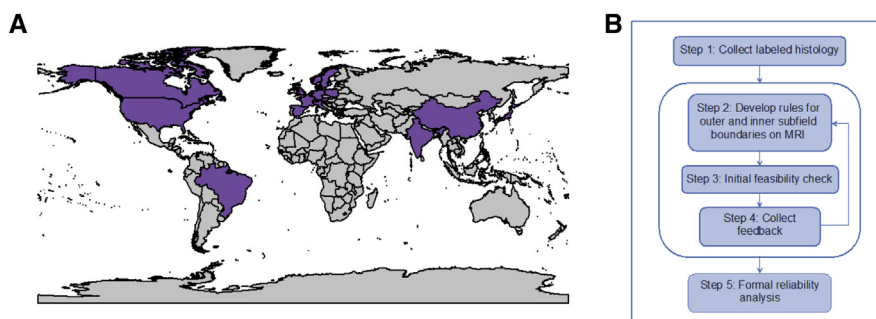 A
B
Step 1: Collect labeled histology
Step 2: Develop rules for
outer and inner subfield
boundaries on MRI
Step 3: Initial feasibility check
Step 4: Collect
feedback
Step 5: Formal reliability
analysis